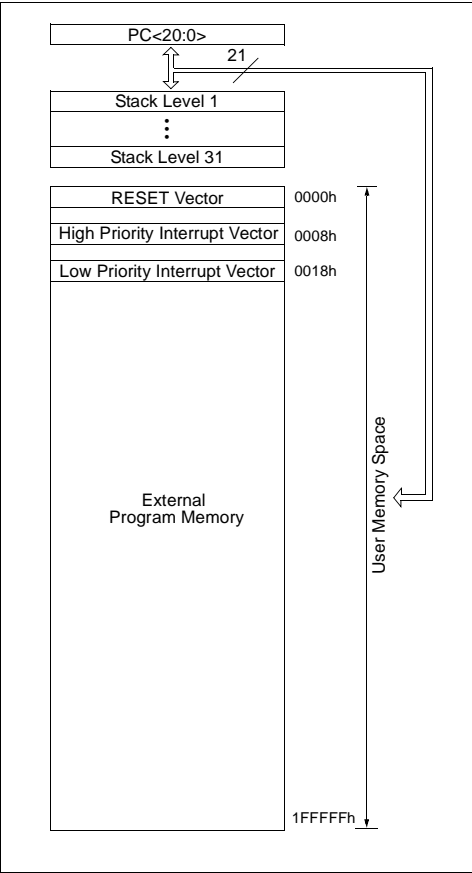 PC<20:0>
21
Stack Level 1
Stack Level 31
RESET Vector
0000h
High Priority Interrupt Vector
0008h
Low Priority Interrupt Vector
0018h
External
Program Memory
User Memory Space
1FFFFFh